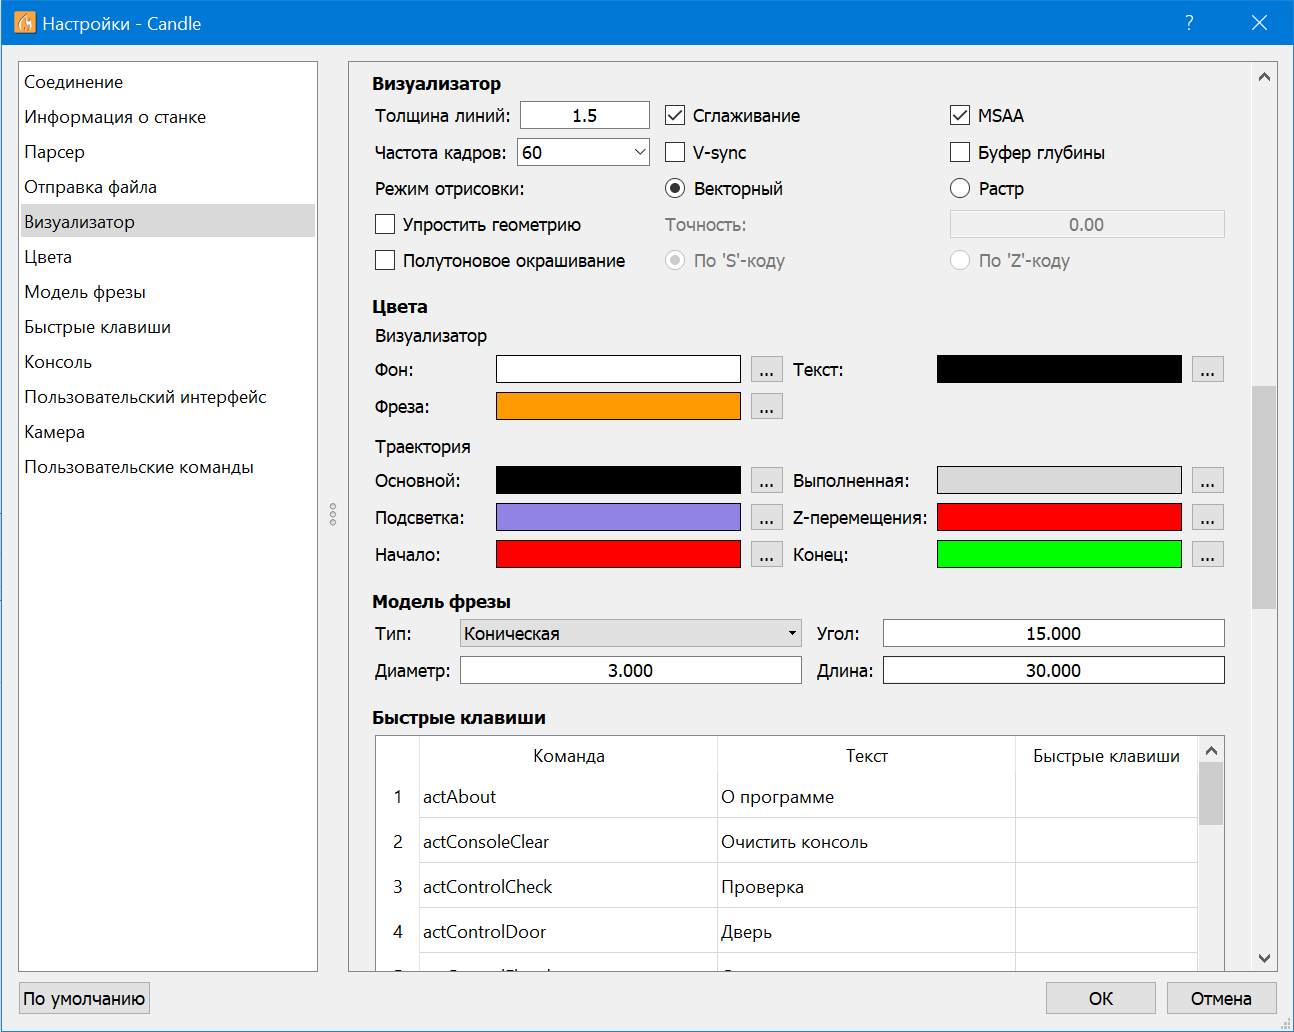 Настройки - Candle
?
Соединение
Информация о станке
Парсер
Отправка файла
Визуализатор
Цвета
Модель фрезы
Быстрые клавиши
Консоль
Пользовательский интерфейс
Камера
Пользовательские команды
Визуализатор
Толщина линий: 1.5 Сглаживание MSAA
Частота кадров: 60 V-sync Буфер глубины
Режим отрисовки: Векторный Растр
Упростить геометрию Точность: 0.00
Полутоновое окрашивание По 'S'-коду По 'Z'-коду
Цвета
Визуализатор
Фон: ... Текст: ...
Фреза: ...
Траектория
Основной: ... Выполненная: ...
Подсветка: ... Z-перемещения: ...
Начало: ... Конец: ...
Модель фрезы
Тип: Коническая Угол: 15.000
Диаметр: 3.000 Длина: 30.000
Быстрые клавиши
Команда Текст Быстрые клавиши
1 actAbout О программе
2 actConsoleClear Очистить консоль
3 actControlCheck Проверка
4 actControlDoor Дверь
По умолчанию ОК Отмена